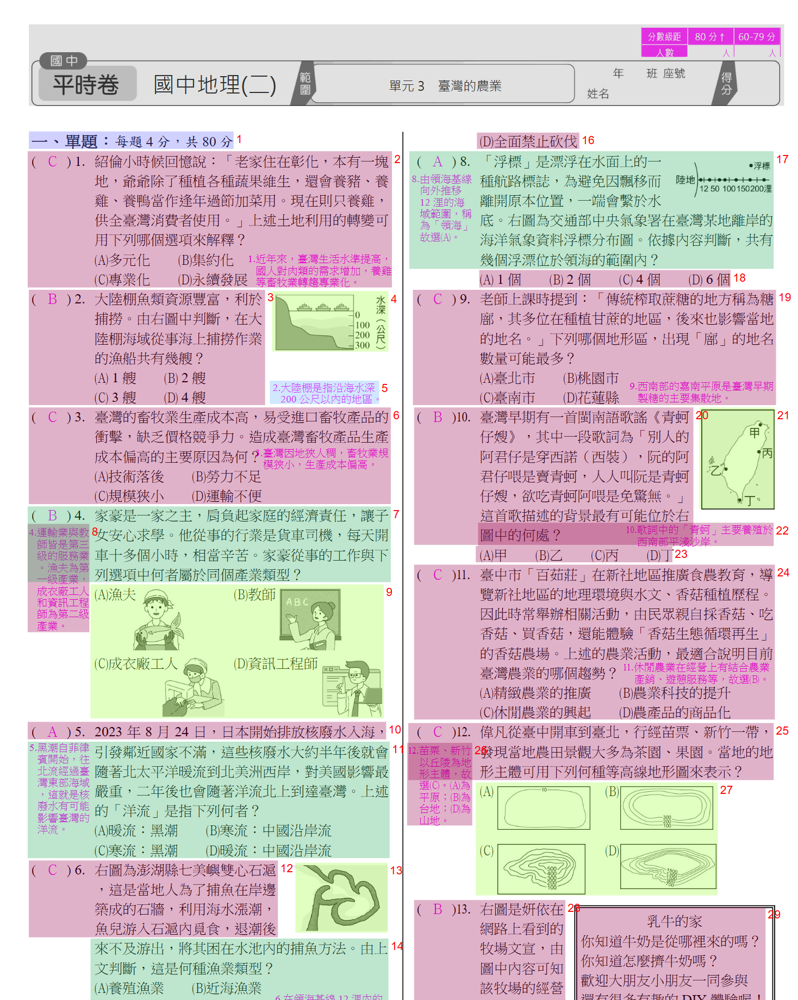 分數級距 80 分↑ 60-79 分
人數 人 人
國中
平時卷
國中地理(二)
範圍
單元 3 臺灣的農業
年 班 座號
姓名
得分
一、單題：每題 4 分，共 80 分 1
( C ) 1. 紹倫小時候回憶說：「老家住在彰化，本有一塊 2
地，爺爺除了種植各種蔬果維生，還會養豬、養
雞、養鴨當作逢年過節加菜用。現在則只養雞，
供全臺灣消費者使用。」上述土地利用的轉變可
用下列哪個選項來解釋？
(A)多元化 (B)集約化
(C)專業化 (D)永續發展
1.近年來，臺灣生活水準提高，
國人對肉類的需求增加，養雞
等畜牧業轉趨專業化。
( B ) 2. 大陸棚魚類資源豐富，利於 3
捕撈。由右圖中判斷，在大
陸棚海域從事海上捕撈作業
的漁船共有幾艘？
(A) 1 艘 (B) 2 艘
(C) 3 艘 (D) 4 艘
水深（公尺） 4
0
100
200
300
2.大陸棚是指沿海水深 5
200 公尺以內的地區。
( C ) 3. 臺灣的畜牧業生產成本高，易受進口畜牧產品的 6
衝擊，缺乏價格競爭力。造成臺灣畜牧產品生產
成本偏高的主要原因為何？
3.臺灣因地狹人稠，畜牧業規
模狹小，生產成本偏高。
(A)技術落後 (B)勞力不足
(C)規模狹小 (D)運輸不便
( B ) 4. 家豪是一家之主，肩負起家庭的經濟責任，讓子 7
女安心求學。他從事的行業是貨車司機，每天開
車十多個小時，相當辛苦。家豪從事的工作與下
列選項中何者屬於同個產業類型？
4.運輸業與教 8
師皆是第三
級的服務業
。漁夫為第
一級產業，
成衣廠工人
和資訊工程
師為第二級
產業。
(A)漁夫 (B)教師 9
ABC
(C)成衣廠工人 (D)資訊工程師
( A ) 5. 2023 年 8 月 24 日，日本開始排放核廢水入海， 10
引發鄰近國家不滿，這些核廢水大約半年後就會 11
隨著北太平洋暖流到北美洲西岸，對美國影響最
嚴重，二年後也會隨著洋流北上到達臺灣。上述
的「洋流」是指下列何者？
(A)暖流：黑潮 (B)寒流：中國沿岸流
(C)寒流：黑潮 (D)暖流：中國沿岸流
5.黑潮自菲律
賓開始，往
北流經過臺
灣東部海域
，這就是核
廢水有可能
影響臺灣的
洋流。
( C ) 6. 右圖為澎湖縣七美嶼雙心石滬 12
，這是當地人為了捕魚在岸邊
築成的石牆，利用海水漲潮，
魚兒游入石滬內覓食，退潮後
13
來不及游出，將其困在水池內的捕魚方法。由上 14
文判斷，這是何種漁業類型？
(A)養殖漁業 (B)近海漁業
6.在領海基線 12 浬內的
(D)全面禁止砍伐 16
( A ) 8. 「浮標」是漂浮在水面上的一 17
種航路標誌，為避免因飄移而
離開原本位置，一端會繫於水
底。右圖為交通部中央氣象署在臺灣某地離岸的
海洋氣象資料浮標分布圖。依據內容判斷，共有
幾個浮漂位於領海的範圍內？
•浮標
陸地
12 50 100 150 200浬
8.由領海基線
向外推移
12 浬的海
域範圍，稱
為「領海」
故選(A)。
(A) 1 個 (B) 2 個 (C) 4 個 (D) 6 個 18
( C ) 9. 老師上課時提到：「傳統榨取蔗糖的地方稱為糖 19
廍，其多位在種植甘蔗的地區，後來也影響當地
的地名。」下列哪個地形區，出現「廍」的地名
數量可能最多？
(A)臺北市 (B)桃園市
(C)臺南市 (D)花蓮縣
9.西南部的嘉南平原是臺灣早期
製糖的主要集散地。
( B )10. 臺灣早期有一首閩南語歌謠《青蚵 20
仔嫂》，其中一段歌詞為「別人的
阿君仔是穿西諾（西裝），阮的阿
君仔喂是賣青蚵，人人叫阮是青蚵
仔嫂，欲吃青蚵阿喂是免驚無。」
這首歌描述的背景最有可能位於右
圖中的何處？
甲 21
丙
乙
丁
10.歌詞中的「青蚵」主要養殖於 22
西南部平淺沙岸。
(A)甲 (B)乙 (C)丙 (D)丁 23
( C )11. 臺中市「百茹莊」在新社地區推廣食農教育，導 24
覽新社地區的地理環境與水文、香菇種植歷程。
因此時常舉辦相關活動，由民眾親自採香菇、吃
香菇、買香菇，還能體驗「香菇生態循環再生」
的香菇農場。上述的農業活動，最適合說明目前
臺灣農業的哪個趨勢？
11.休閒農業在經營上有結合農業
產銷、遊憩服務等，故選(B)。
(A)精緻農業的推廣 (B)農業科技的提升
(C)休閒農業的興起 (D)農產品的商品化
( C )12. 偉凡從臺中開車到臺北，行經苗栗、新竹一帶， 25
發現當地農田景觀大多為茶園、果園。當地的地
形主體可用下列何種等高線地形圖來表示？
12.苗栗、新竹 26
以丘陵為地
形主體，故
選(C)。(A)為
平原；(B)為
台地；(D)為
山地。
(A) 10 (B) 300 200 100 27
(C) 500 400 300 200 100 (D) 1500 1300 1100 900 700
( B )13. 右圖是妍依在 28
網路上看到的
牧場文宣，由
圖中內容可知
該牧場的經營
乳牛的家 29
你知道牛奶是從哪裡來的嗎？
你知道怎麼擠牛奶嗎？
歡迎大朋友小朋友一同參與
還有很多有趣的 DIY 體驗喔！